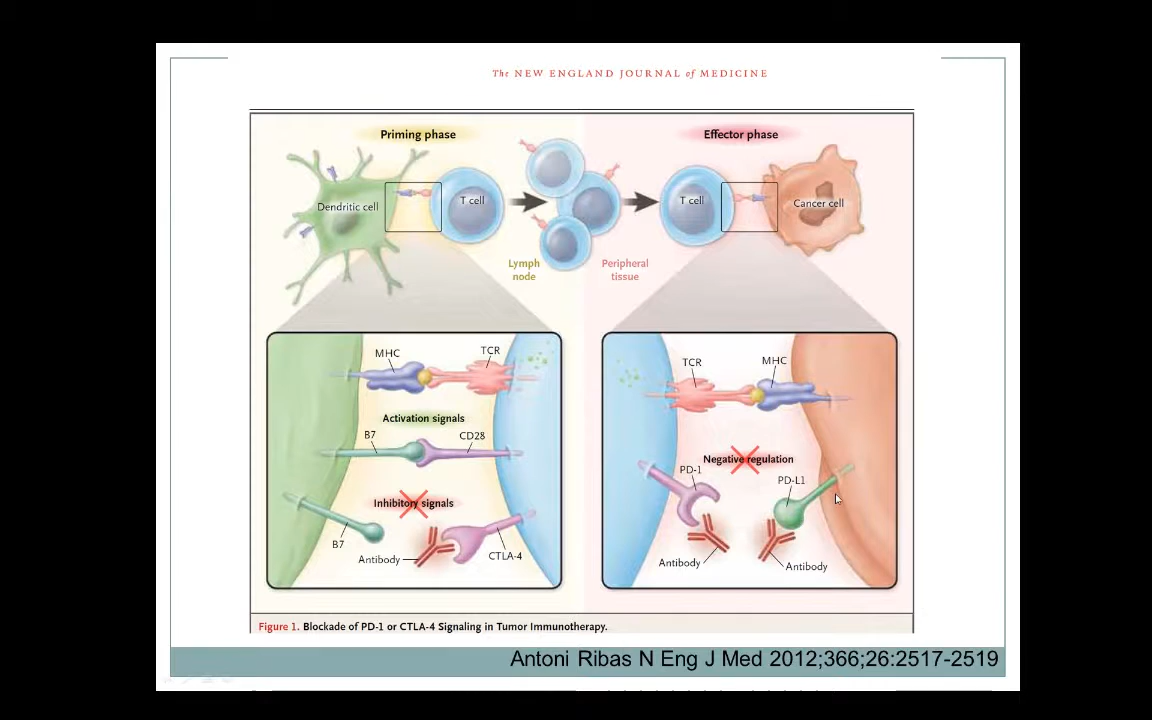 The NEW ENGLAND JOURNAL of MEDICINE
Priming phase
Effector phase
Dendritic cell
T cell
T cell
Cancer cell
Lymph
node
Peripheral
tissue
MHC
TCR
Activation signals
B7
CD28
Inhibitory signals
B7
Antibody
CTLA-4
TCR
MHC
Negative regulation
PD-1
PD-L1
Antibody
Antibody
Figure 1. Blockade of PD-1 or CTLA-4 Signaling in Tumor Immunotherapy.
Antoni Ribas N Eng J Med 2012;366;26:2517-2519